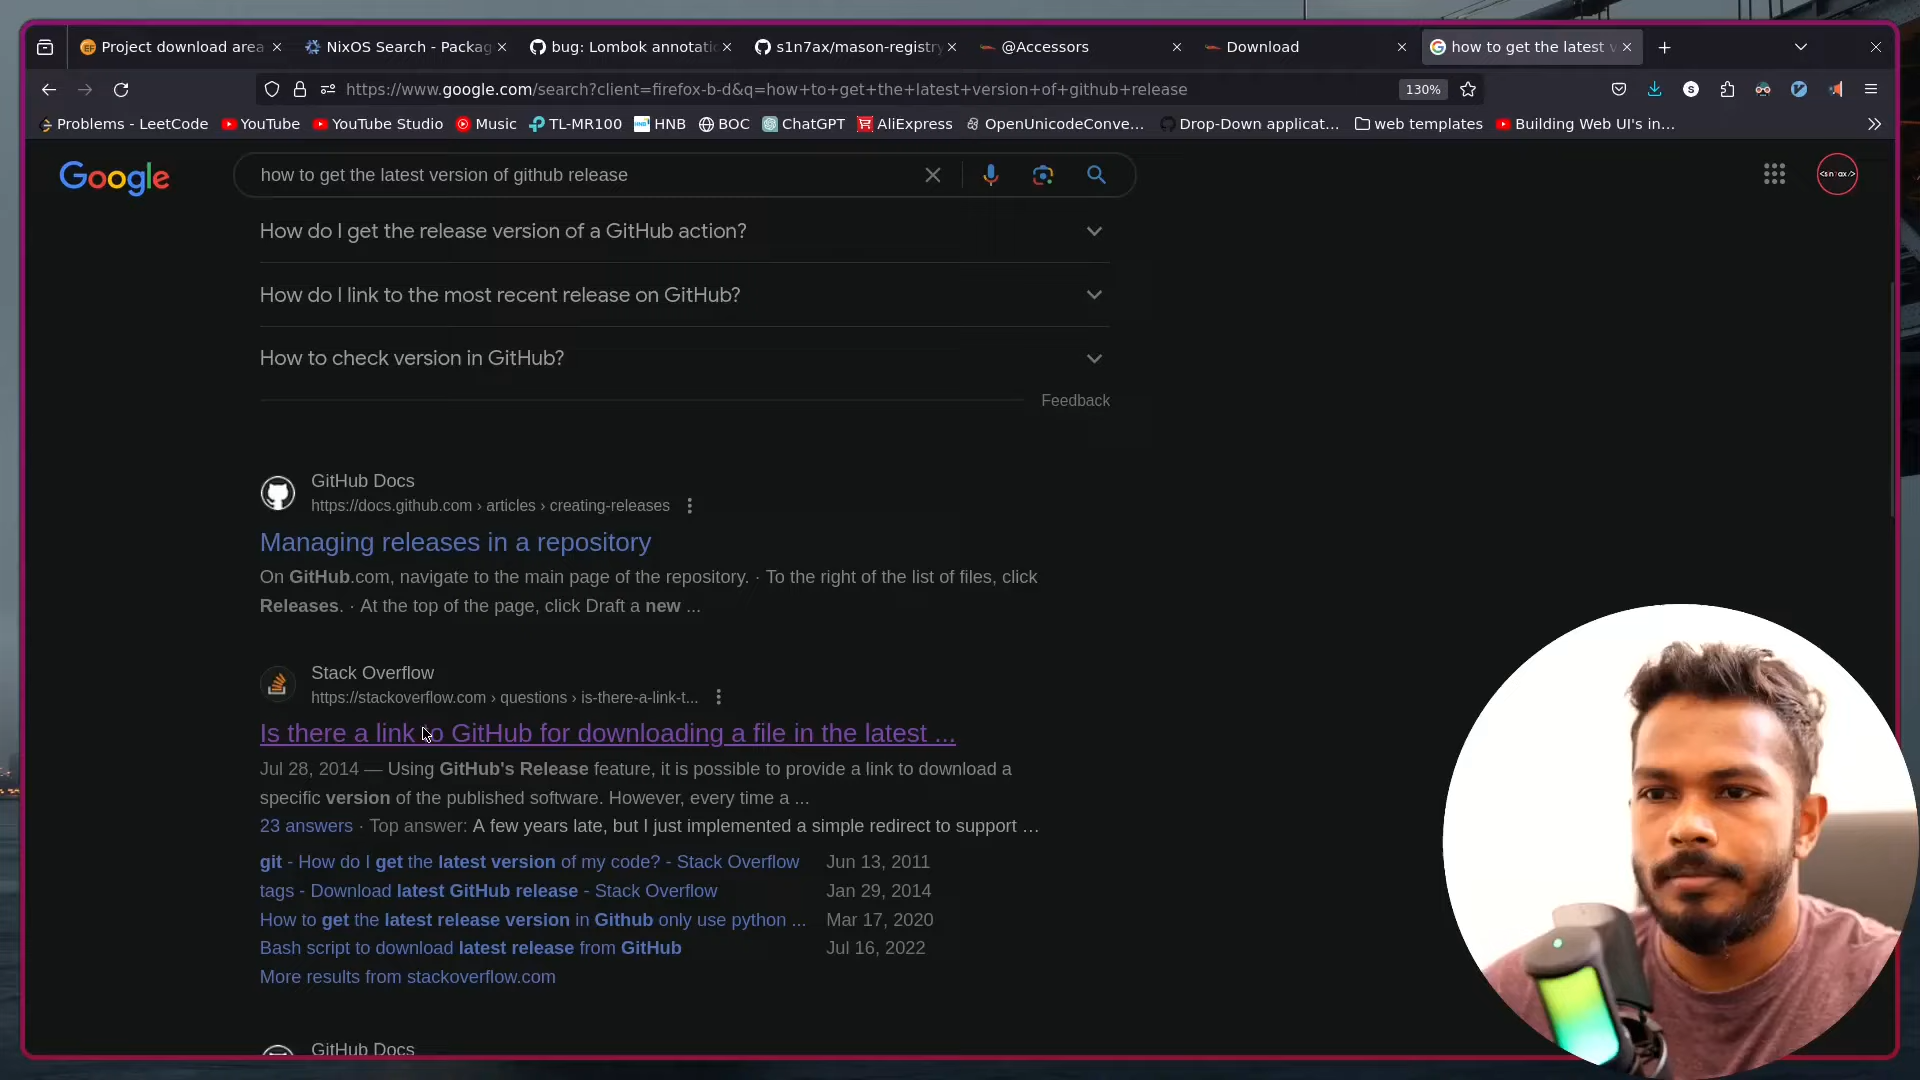 Project download area
NixOS Search - Packag
bug: Lombok annotati
s1n7ax/mason-registry
@Accessors
Download
how to get the latest v
https://www.google.com/search?client=firefox-b-d&q=how+to+get+the+latest+version+of+github+release
130%
Problems - LeetCode
YouTube
YouTube Studio
Music
TL-MR100
HNB
BOC
ChatGPT
AliExpress
OpenUnicodeConve...
Drop-Down applicat...
web templates
Building Web UI's in...
Google
how to get the latest version of github release
How do I get the release version of a GitHub action?
How do I link to the most recent release on GitHub?
How to check version in GitHub?
Feedback
GitHub Docs
https://docs.github.com › articles › creating-releases
Managing releases in a repository
On GitHub.com, navigate to the main page of the repository. · To the right of the list of files, click
Releases. · At the top of the page, click Draft a new ...
Stack Overflow
https://stackoverflow.com › questions › is-there-a-link-t...
Is there a link to GitHub for downloading a file in the latest ...
Jul 28, 2014 — Using GitHub's Release feature, it is possible to provide a link to download a
specific version of the published software. However, every time a ...
23 answers · Top answer: A few years late, but I just implemented a simple redirect to support ...
git - How do I get the latest version of my code? - Stack Overflow Jun 13, 2011
tags - Download latest GitHub release - Stack Overflow Jan 29, 2014
How to get the latest release version in Github only use python ... Mar 17, 2020
Bash script to download latest release from GitHub Jul 16, 2022
More results from stackoverflow.com
GitHub Docs